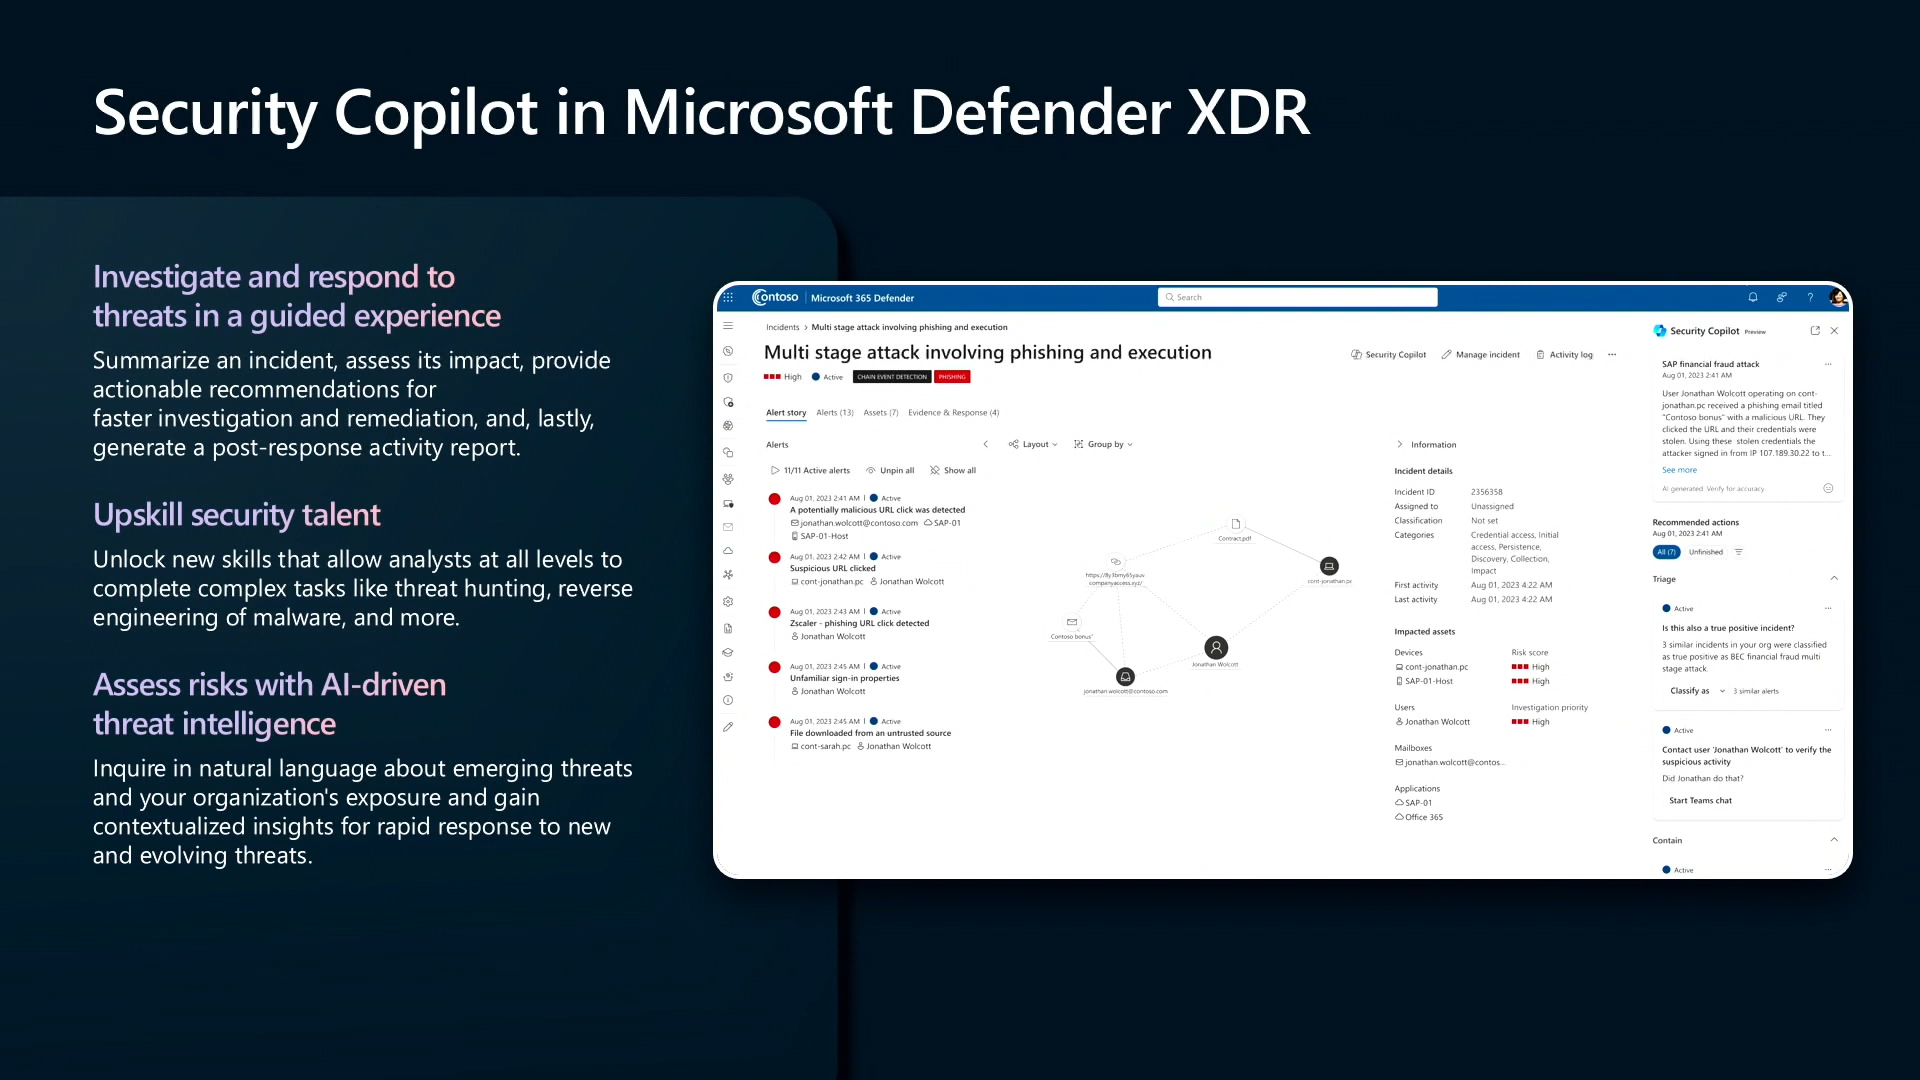 Security Copilot in Microsoft Defender XDR
Investigate and respond to
threats in a guided experience
Summarize an incident, assess its impact, provide
actionable recommendations for
faster investigation and remediation, and, lastly,
generate a post-response activity report.
Upskill security talent
Unlock new skills that allow analysts at all levels to
complete complex tasks like threat hunting, reverse
engineering of malware, and more.
Assess risks with AI-driven
threat intelligence
Inquire in natural language about emerging threats
and your organization's exposure and gain
contextualized insights for rapid response to new
and evolving threats.
Contoso | Microsoft 365 Defender
Search
?
Incidents > Multi stage attack involving phishing and execution
Multi stage attack involving phishing and execution
High Active CHAIN EVENT DETECTION PHISHING
Security Copilot Manage incident Activity log ...
Alert story Alerts (13) Assets (7) Evidence & Response (4)
Alerts
11/11 Active alerts Unpin all Show all
Aug 01, 2023 2:41 AM | Active
A potentially malicious URL click was detected
jonathan.wolcott@contoso.com SAP-01
SAP-01-Host
Aug 01, 2023 2:42 AM | Active
Suspicious URL clicked
cont-jonathan.pc Jonathan Wolcott
Aug 01, 2023 2:43 AM | Active
Zscaler - phishing URL click detected
Jonathan Wolcott
Aug 01, 2023 2:45 AM | Active
Unfamiliar sign-in properties
Jonathan Wolcott
Aug 01, 2023 2:45 AM | Active
File downloaded from an untrusted source
cont-sarah.pc Jonathan Wolcott
Layout Group by
Contract.pdf
cont-jonathan.pc
companyaccess.xyz/
Contoso bonus"
Jonathan Wolcott
jonathan.wolcott@contoso.com
Information
Incident details
Incident ID 2356358
Assigned to Unassigned
Classification Not set
Categories Credential access, Initial
access, Persistence,
Discovery, Collection,
Impact
First activity Aug 01, 2023 4:22 AM
Last activity Aug 01, 2023 4:22 AM
Impacted assets
Devices Risk score
cont-jonathan.pc High
SAP-01-Host High
Users Investigation priority
Jonathan Wolcott High
Mailboxes
jonathan.wolcott@contos...
Applications
SAP-01
Office 365
Security Copilot Preview
SAP financial fraud attack ...
Aug 01, 2023 2:41 AM
User Jonathan Wolcott operating on cont-
jonathan.pc received a phishing email titled
"Contoso bonus" with a malicious URL. They
clicked the URL and their credentials were
stolen. Using these stolen credentials the
attacker signed in from IP 107.189.30.22 to t...
See more
AI generated. Verify for accuracy.
Recommended actions
Aug 01, 2023 2:41 AM
All (7) Unfinished
Triage
Active ...
Is this also a true positive incident?
3 similar incidents in your org were classified
as true positive as BEC financial fraud multi
stage attack.
Classify as 3 similar alerts
Active ...
Contact user 'Jonathan Wolcott' to verify the
suspicious activity
Did Jonathan do that?
Start Teams chat
Contain
Active ...